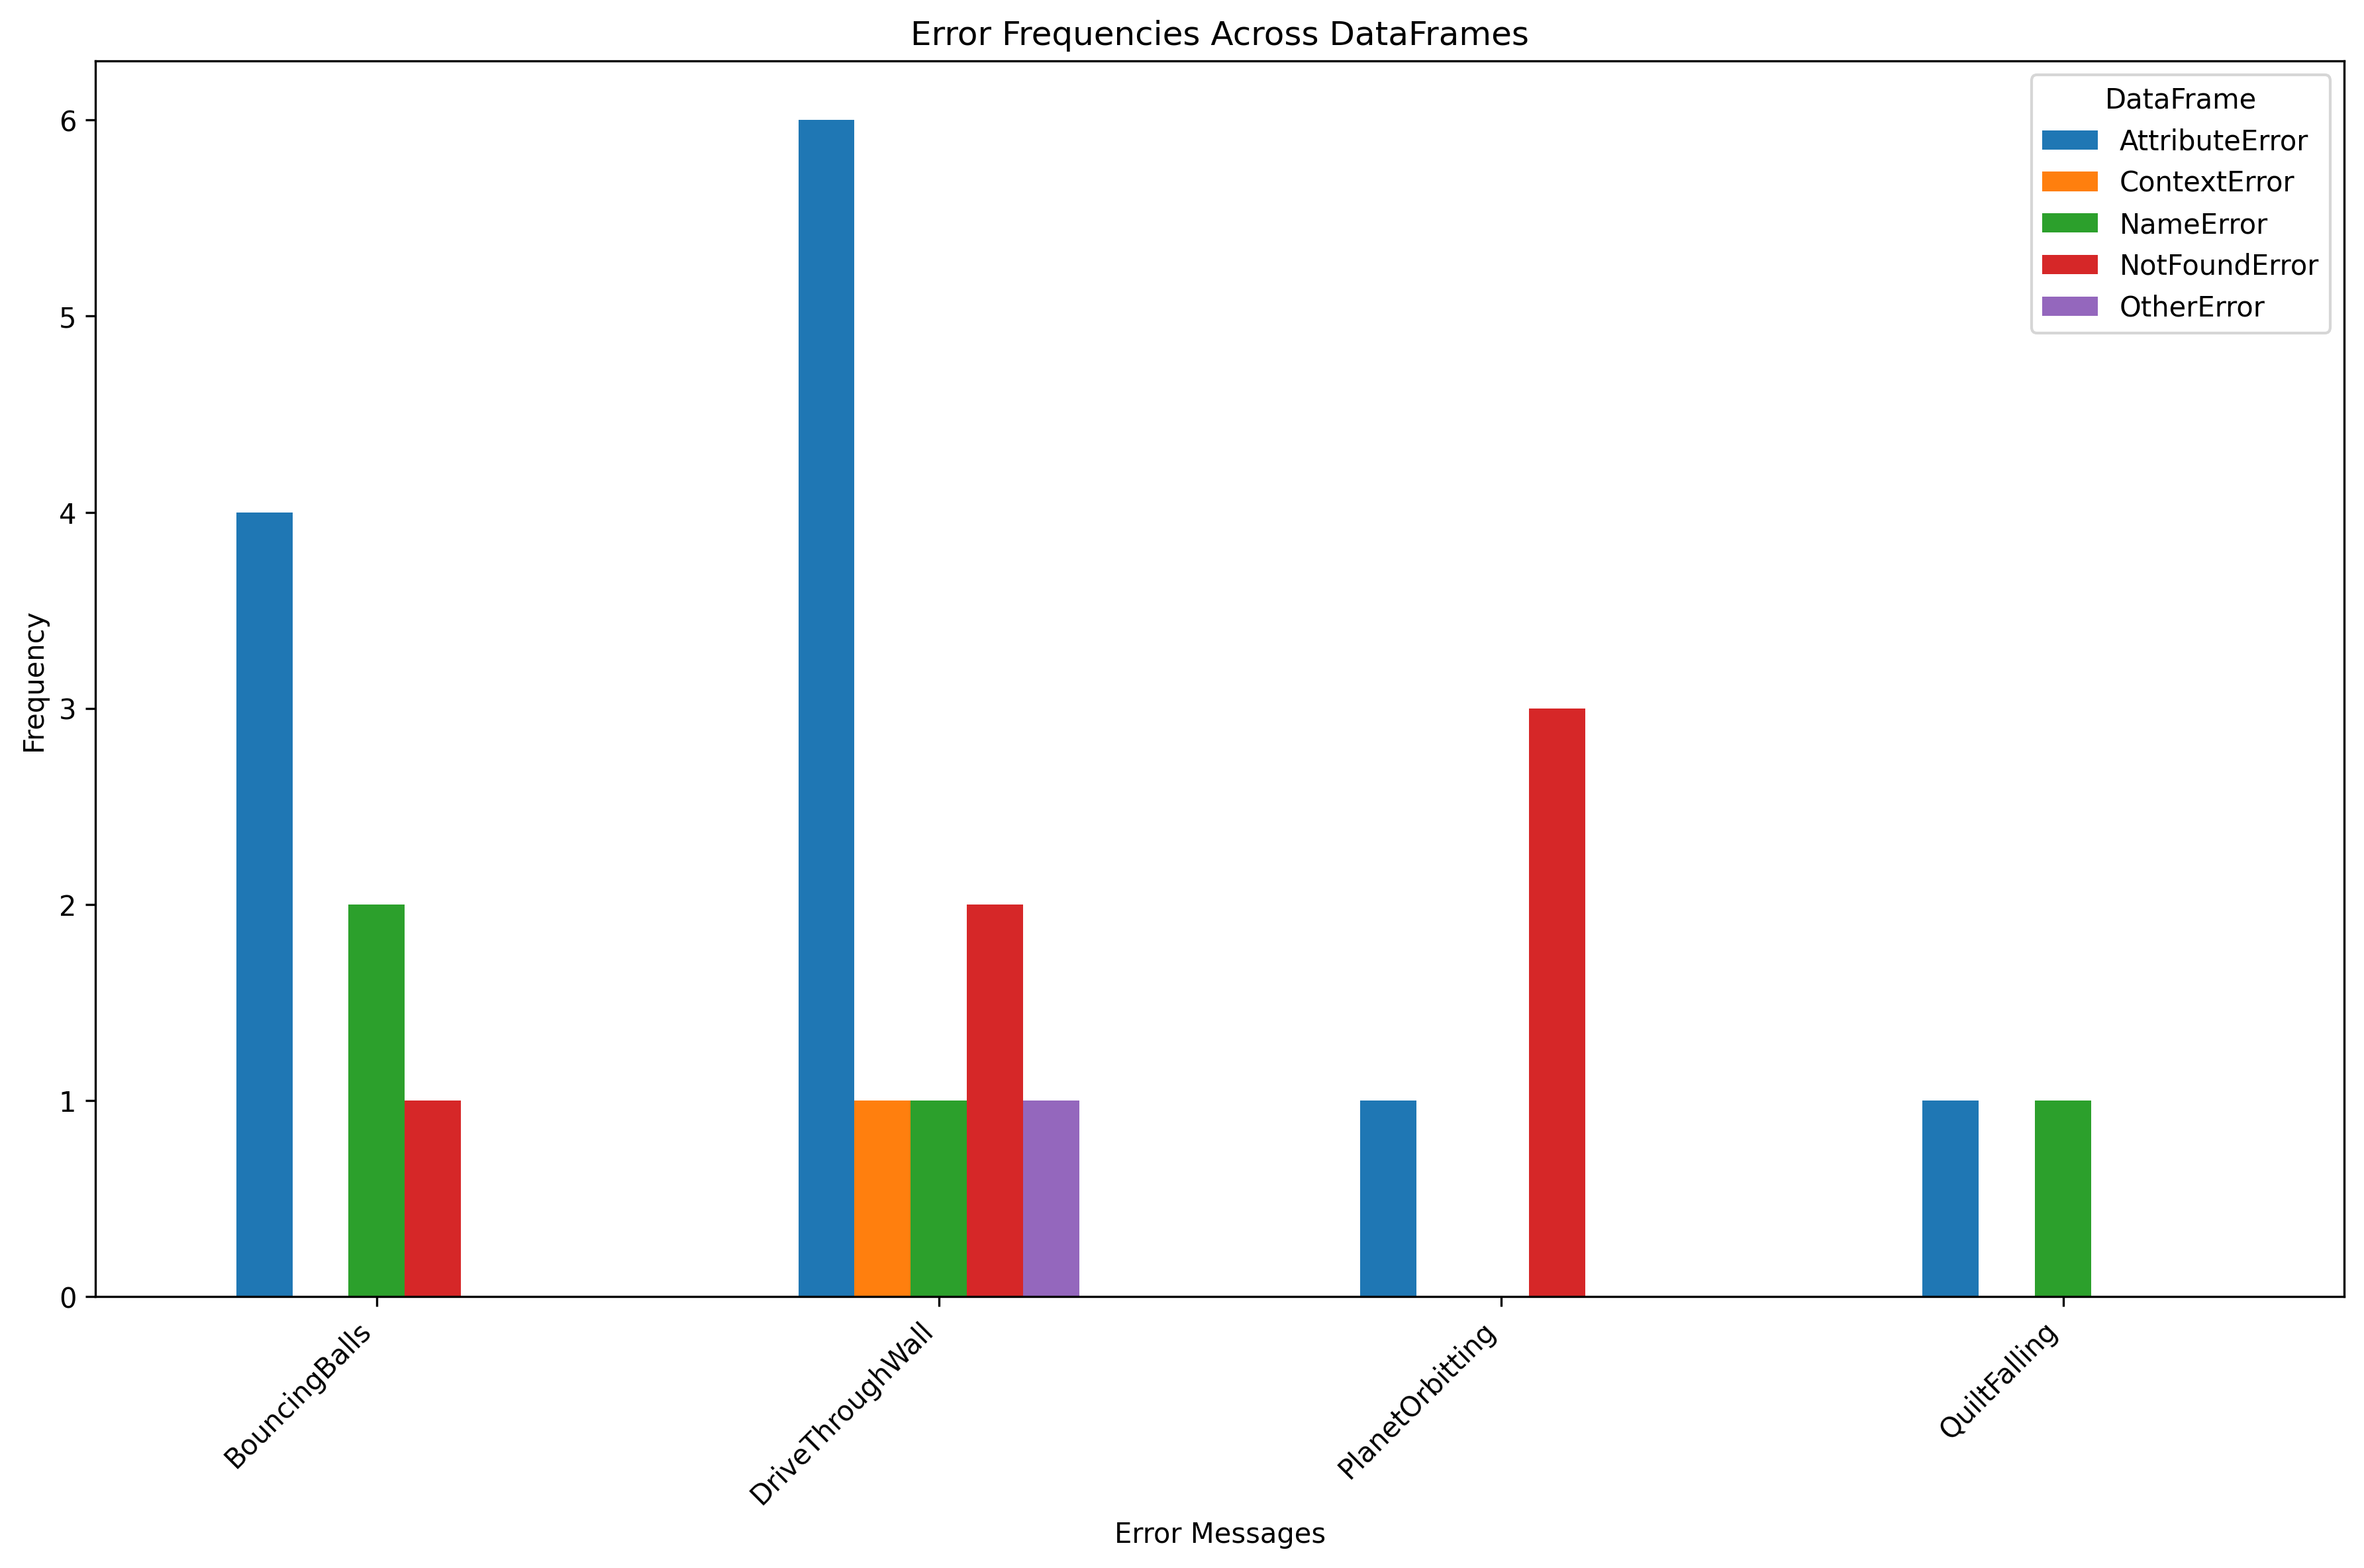 Error Frequencies Across DataFrames
DataFrame
AttributeError
ContextError
NameError
NotFoundError
OtherError
Frequency
6
5
4
3
2
1
0
BouncingBalls
DriveThroughWall
PlanetOrbitting
QuiltFalling
Error Messages